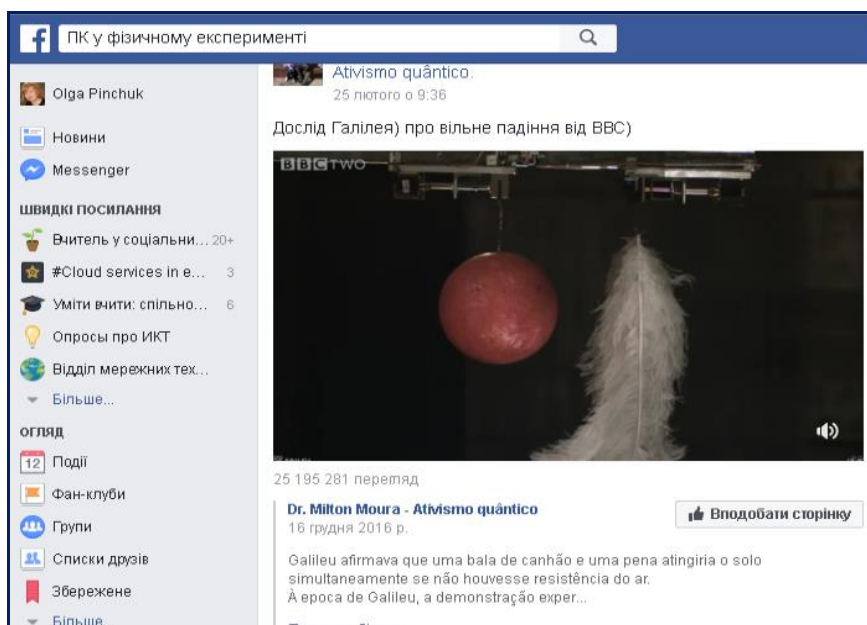 f
ПК у фізичному експерименті
Olga Pinchuk
Новини
Messenger
ШВИДКІ ПОСИЛАННЯ
Вчитель у соціальни... 20+
#Cloud services in e... 3
Уміти вчити: спільно... 6
Опросы про ИКТ
Відділ мережних тех...
Більше...
ОГЛЯД
12 Події
Фан-клуби
Групи
Списки друзів
Збережене
Більше
Ativismo quântico.
25 лютого о 9:36
Дослід Галілея) про вільне падіння від BBC)
BBC TWO
25 195 281 перегляд
Dr. Milton Moura - Ativismo quântico
16 грудня 2016 р.
Вподобати сторінку
Galileu afirmava que uma bala de canhão e uma pena atingiria o solo
simultaneamente se não houvesse resistência do ar.
À epoca de Galileu, a demonstração exper...